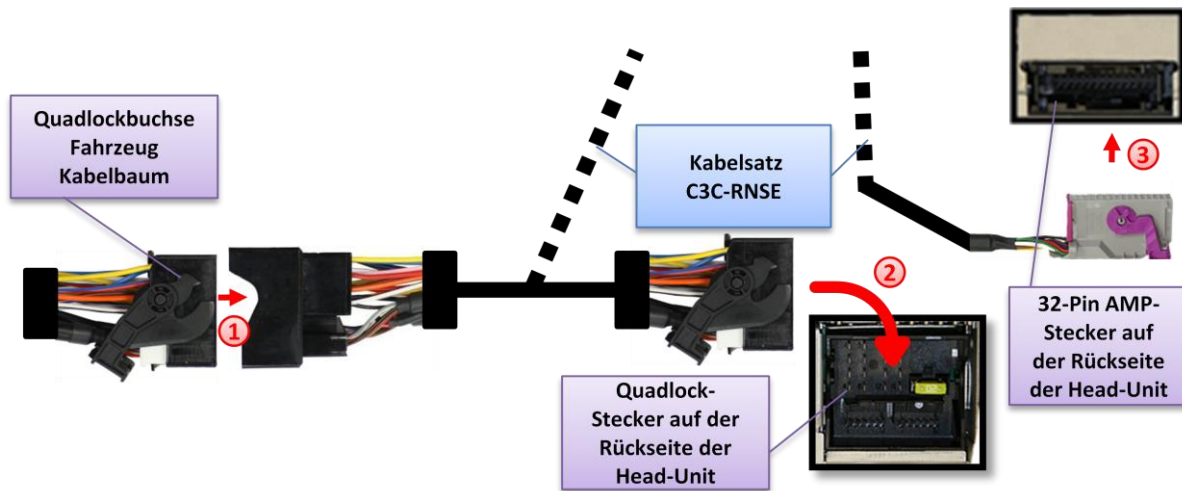 Quadlockbuchse
Fahrzeug
Kabelbaum
1
Kabelsatz
C3C-RNSE
2
Quadlock-
Stecker auf der
Rückseite der
Head-Unit
3
32-Pin AMP-
Stecker auf
der Rückseite
der Head-Unit